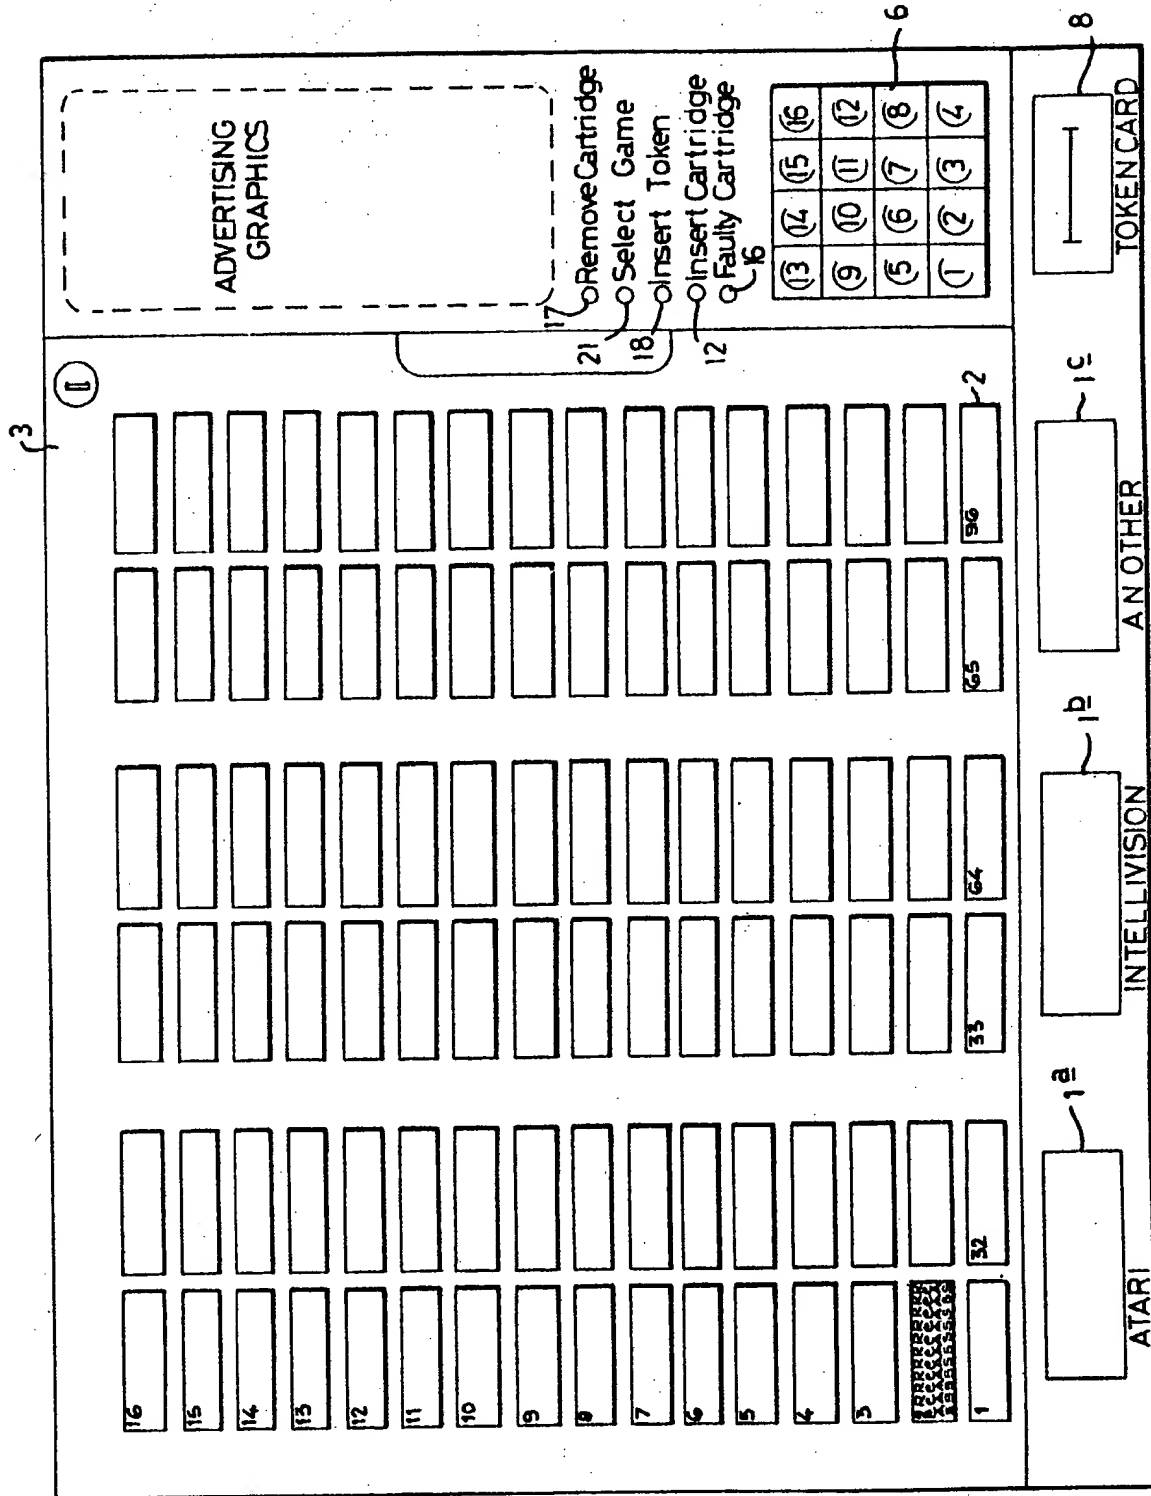 3
ADVERTISING
GRAPHICS
17 Remove Cartridge
21 Select Game
18 Insert Token
12 Insert Cartridge
Faulty Cartridge
16
13 14 15 16
9 10 11 12
5 6 7 8
1 2 3 4
6
16
15
14
13
12
11
10
9
8
7
6
5
4
3
1 32 33 64 65 96
2
1a 1b 1c 8
ATARI INTELLIVISION AN OTHER TOKEN CARD